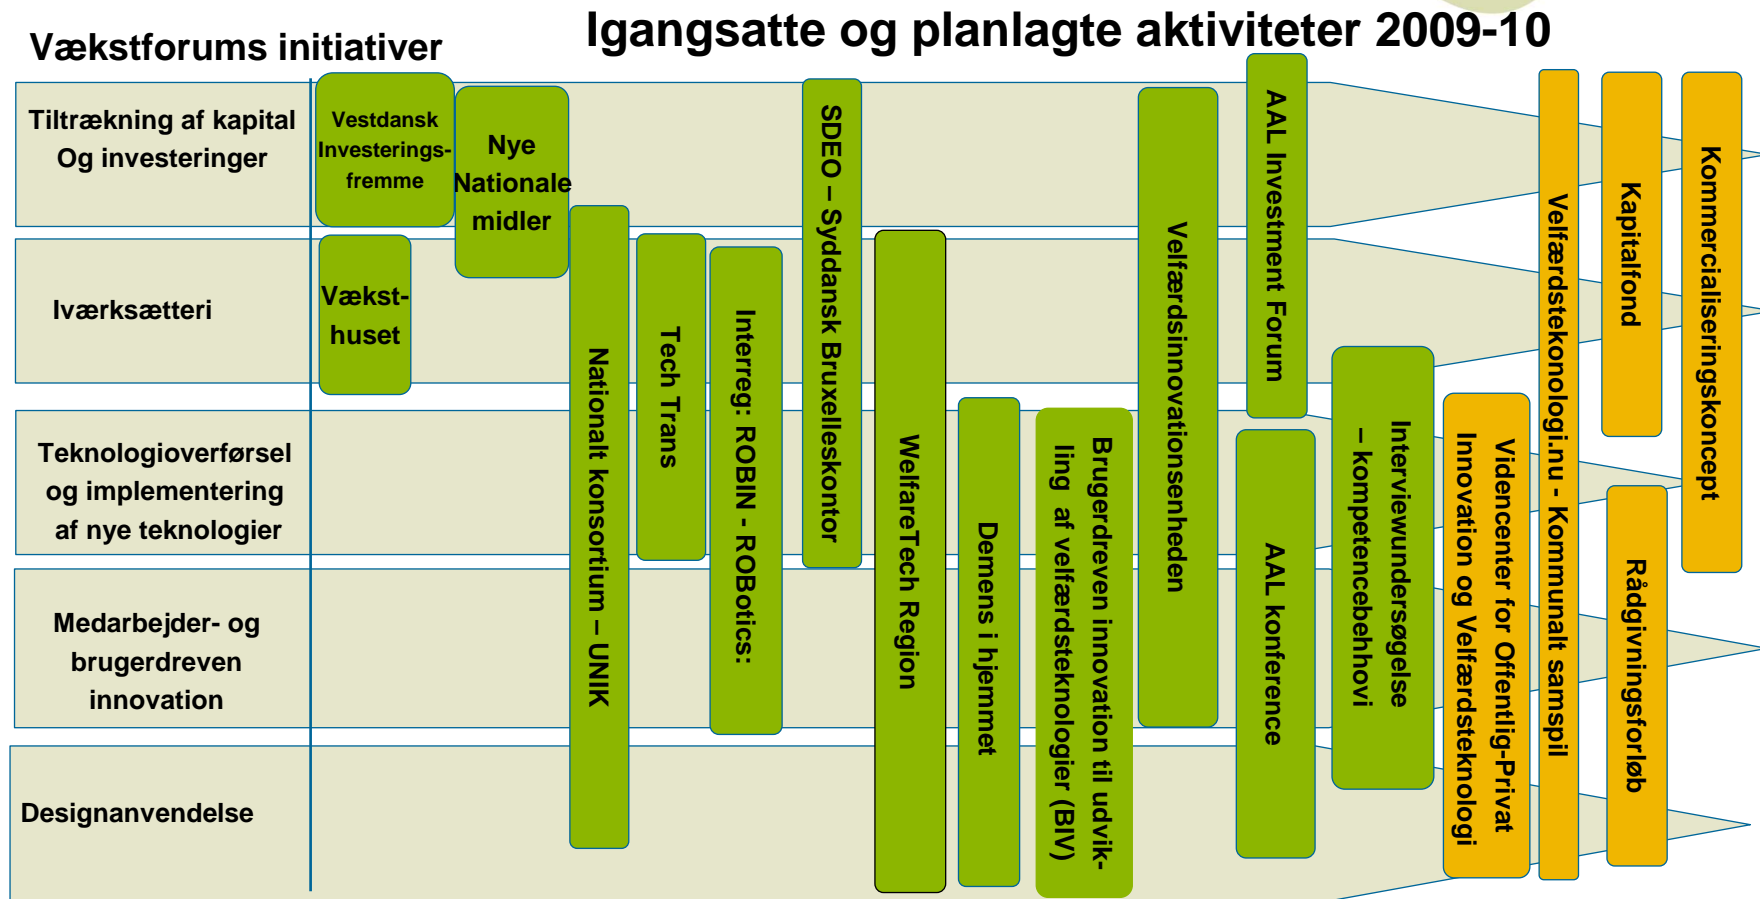 Igangsatte og planlagte aktiviteter 2009-10
Vækstforums initiativer
Tiltrækning af kapital
Og investeringer
Iværksætteri
Teknologioverførsel
og implementering
af nye teknologier
Medarbejder- og
brugerdreven
innovation
Designanvendelse
Vestdansk
Investerings-
fremme
Nye
Nationale
midler
Vækst-
huset
Nationalt konsortium – UNIK
Tech Trans
Interreg: ROBIN - ROBotics:
SDEO – Syddansk Bruxelleskontor
WelfareTech Region
Demens i hjemmet
Brugerdreven innovation til udvik-
ling af velfærdsteknologier (BIV)
Velfærdsinnovationsenheden
AAL Investment Forum
AAL konference
Interviewundersøgelse
– kompetencebehhovi
Videncenter for Offentlig-Privat
Innovation og Velfærdsteknologi
Velfærdstekonologi.nu - Kommunalt samspil
Kapitalfond
Rådgivningsforløb
Kommercialiseringskoncept